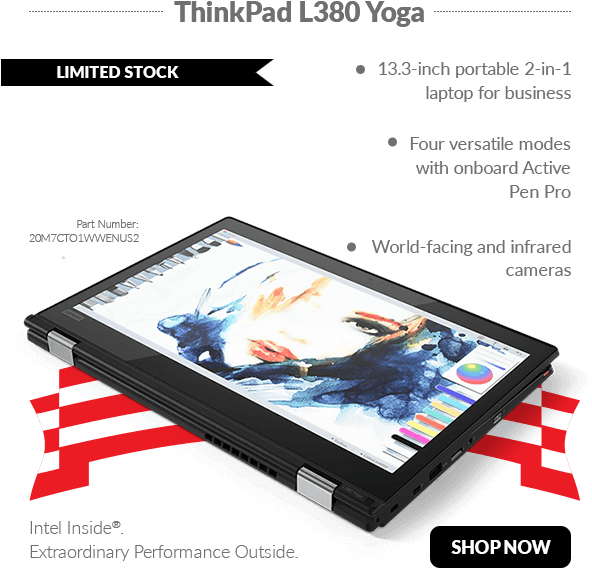 ThinkPad L380 Yoga
LIMITED STOCK
• 13.3-inch portable 2-in-1
laptop for business
• Four versatile modes
with onboard Active
Pen Pro
Part Number:
20M7CTO1WWENUS2
• World-facing and infrared
cameras
Intel Inside®.
Extraordinary Performance Outside.
SHOP NOW